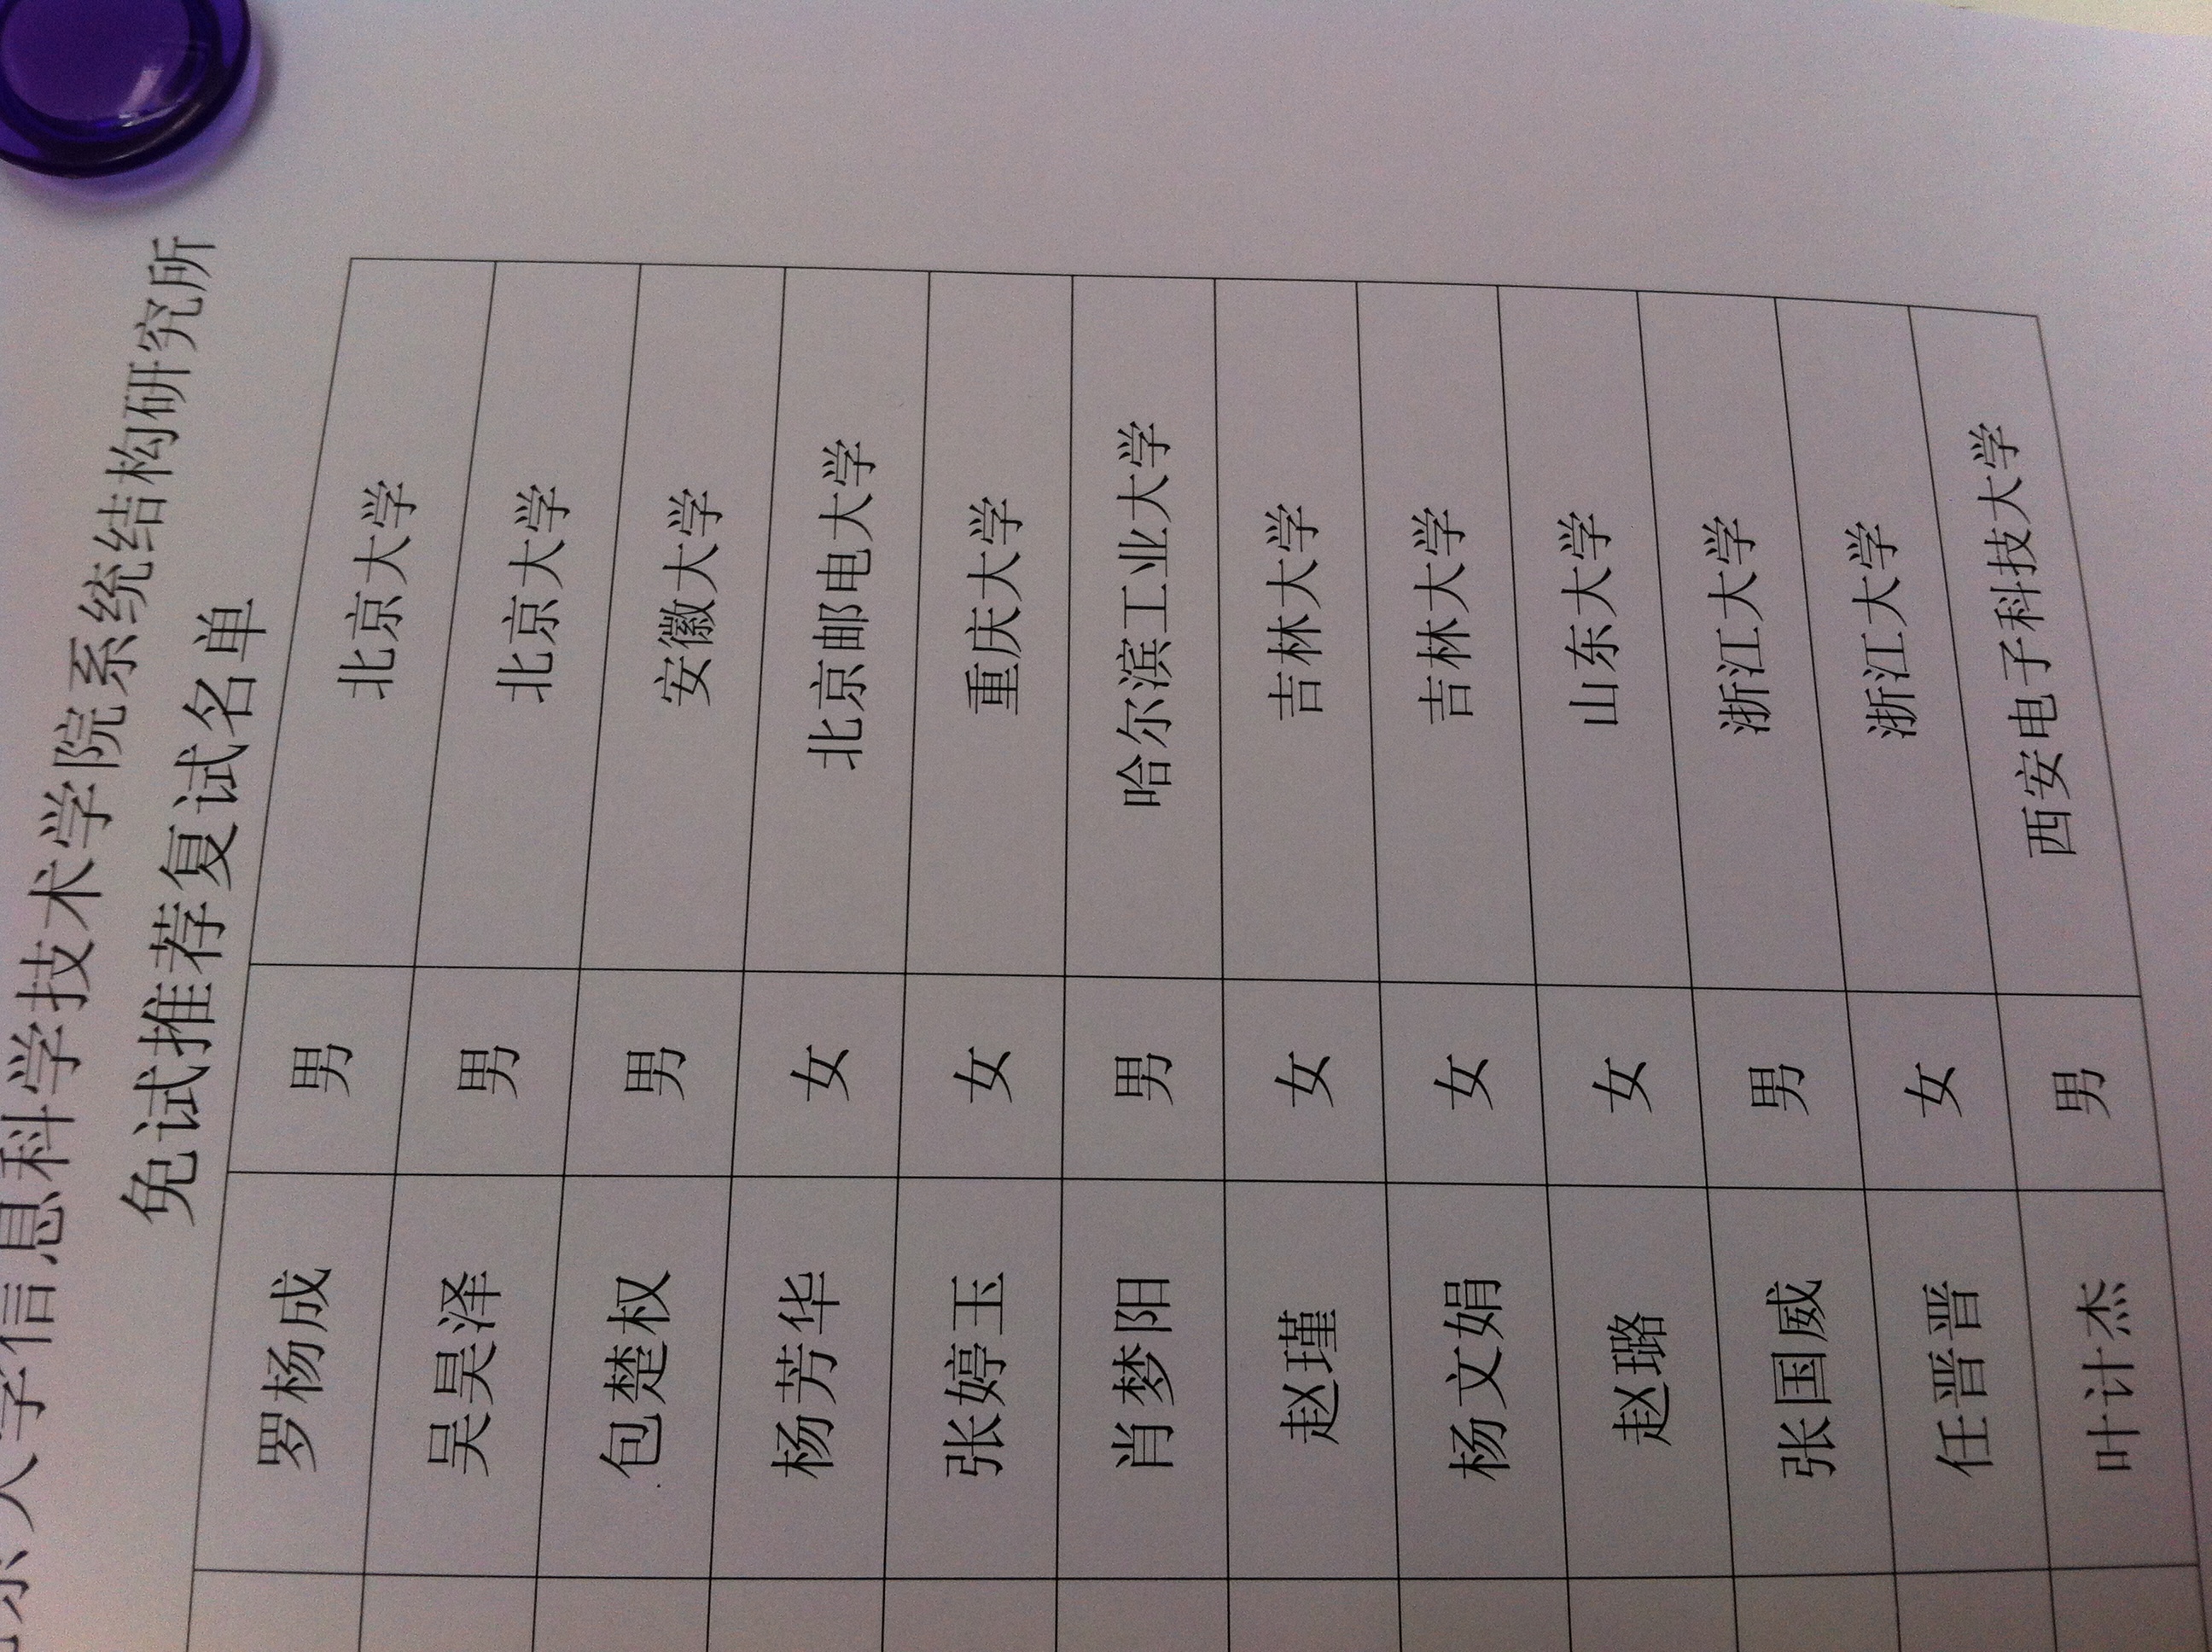 京大学信息科学技术学院系统结构研究所
免试推荐复试名单
罗杨成 男 北京大学
吴昊泽 男 北京大学
包楚权 男 安徽大学
杨芳华 女 北京邮电大学
张婷玉 女 重庆大学
肖梦阳 男 哈尔滨工业大学
赵瑾 女 吉林大学
杨文娟 女 吉林大学
赵璐 女 山东大学
张国威 男 浙江大学
任晋晋 女 浙江大学
叶计杰 男 西安电子科技大学